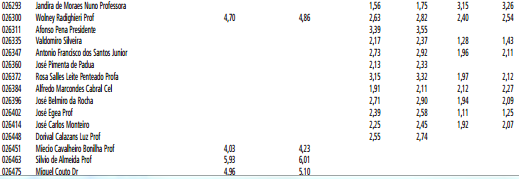 026293 Jandira de Moraes Nuno Professora 1,56 1,75 3,15 3,26
026300 Wolney Radighieri Prof 4,70 4,86 2,63 2,82 2,40 2,54
026311 Afonso Pena Presidente 3,39 3,55
026335 Valdomiro Silveira 2,17 2,37 1,28 1,43
026347 Antonio Francisco dos Santos Junior 2,73 2,92 1,96 2,11
026360 José Pimenta de Padua 2,13 2,33
026372 Rosa Salles Leite Penteado Profa 3,15 3,32 1,97 2,12
026384 Alfredo Marcondes Cabral Cel 1,91 2,11 2,12 2,27
026396 José Belmiro da Rocha 2,71 2,90 1,94 2,09
026402 José Egea Prof 2,39 2,58 1,11 1,25
026414 José Carlos Monteiro 2,25 2,45 1,92 2,07
026448 Dorival Calazans Luz Prof 2,55 2,74
026451 Miecio Cavalheiro Bonilha Prof 4,03 4,23
026463 Silvio de Almeida Prof 5,93 6,01
026475 Miguel Couto Dr 4,96 5,10